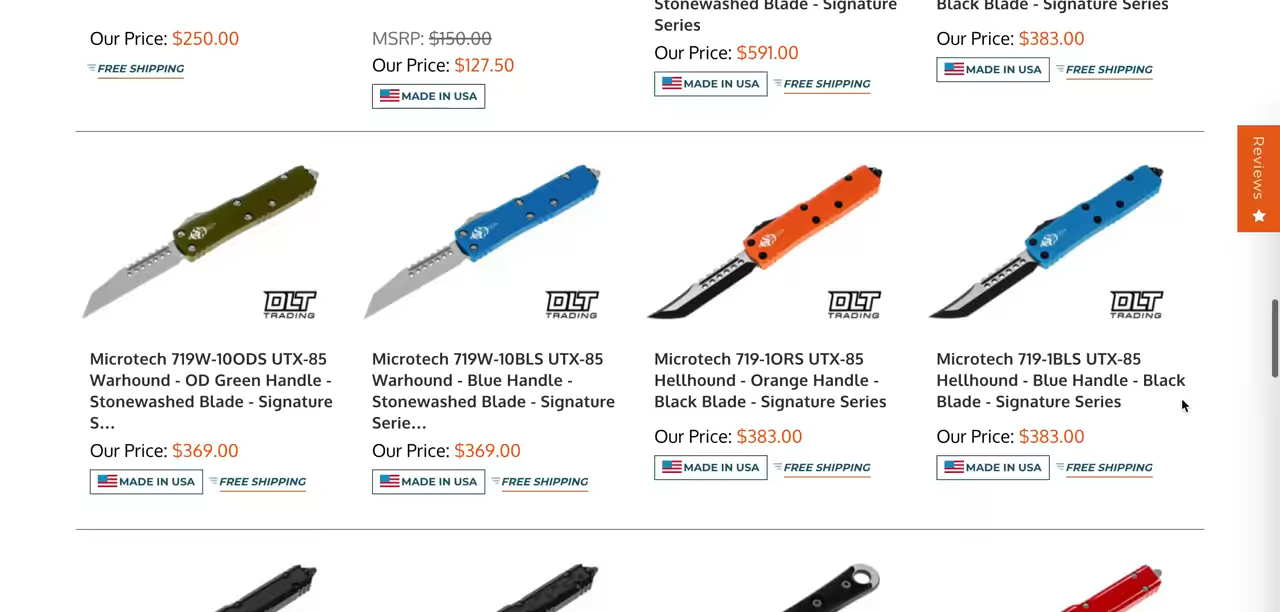 Stonewashed Blade - Signature
Series
Black Blade - Signature Series
Our Price: $250.00
FREE SHIPPING
MSRP: $150.00
Our Price: $127.50
MADE IN USA
Our Price: $591.00
MADE IN USA
FREE SHIPPING
Our Price: $383.00
MADE IN USA
FREE SHIPPING
Reviews
DLT
TRADING
DLT
TRADING
DLT
TRADING
DLT
TRADING
Microtech 719W-10ODS UTX-85
Warhound - OD Green Handle -
Stonewashed Blade - Signature
S...
Our Price: $369.00
MADE IN USA
FREE SHIPPING
Microtech 719W-10BLS UTX-85
Warhound - Blue Handle -
Stonewashed Blade - Signature
Serie...
Our Price: $369.00
MADE IN USA
FREE SHIPPING
Microtech 719-1ORS UTX-85
Hellhound - Orange Handle -
Black Blade - Signature Series
Our Price: $383.00
MADE IN USA
FREE SHIPPING
Microtech 719-1BLS UTX-85
Hellhound - Blue Handle - Black
Blade - Signature Series
Our Price: $383.00
MADE IN USA
FREE SHIPPING